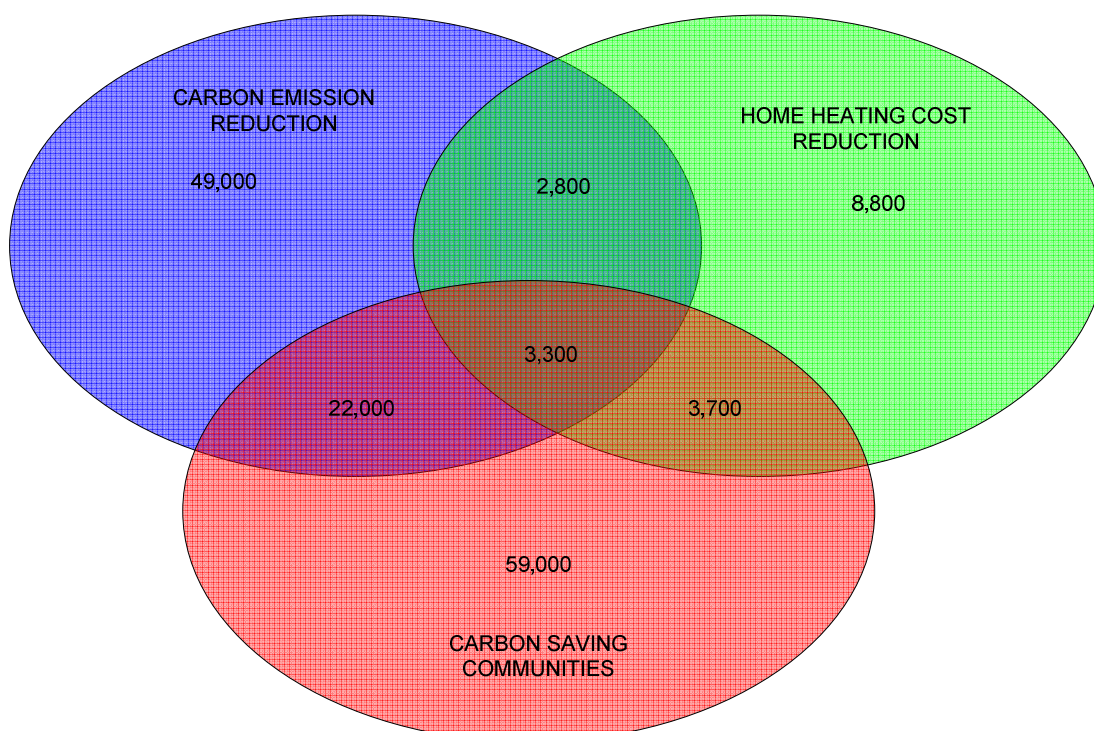 CARBON EMISSION
REDUCTION
49,000
HOME HEATING COST
REDUCTION
8,800
2,800
3,300
22,000
3,700
59,000
CARBON SAVING
COMMUNITIES